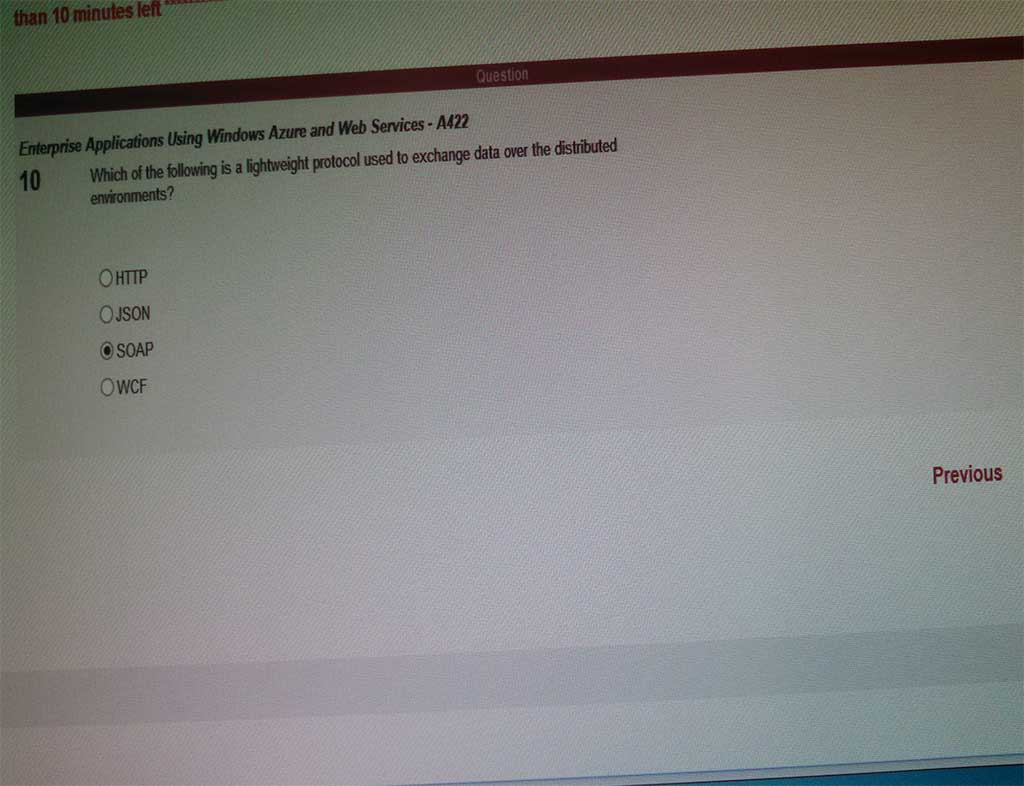 than 10 minutes left
Question
Enterprise Applications Using Windows Azure and Web Services - A422
10 Which of the following is a lightweight protocol used to exchange data over the distributed
environments?
HTTP
JSON
SOAP
WCF
Previous